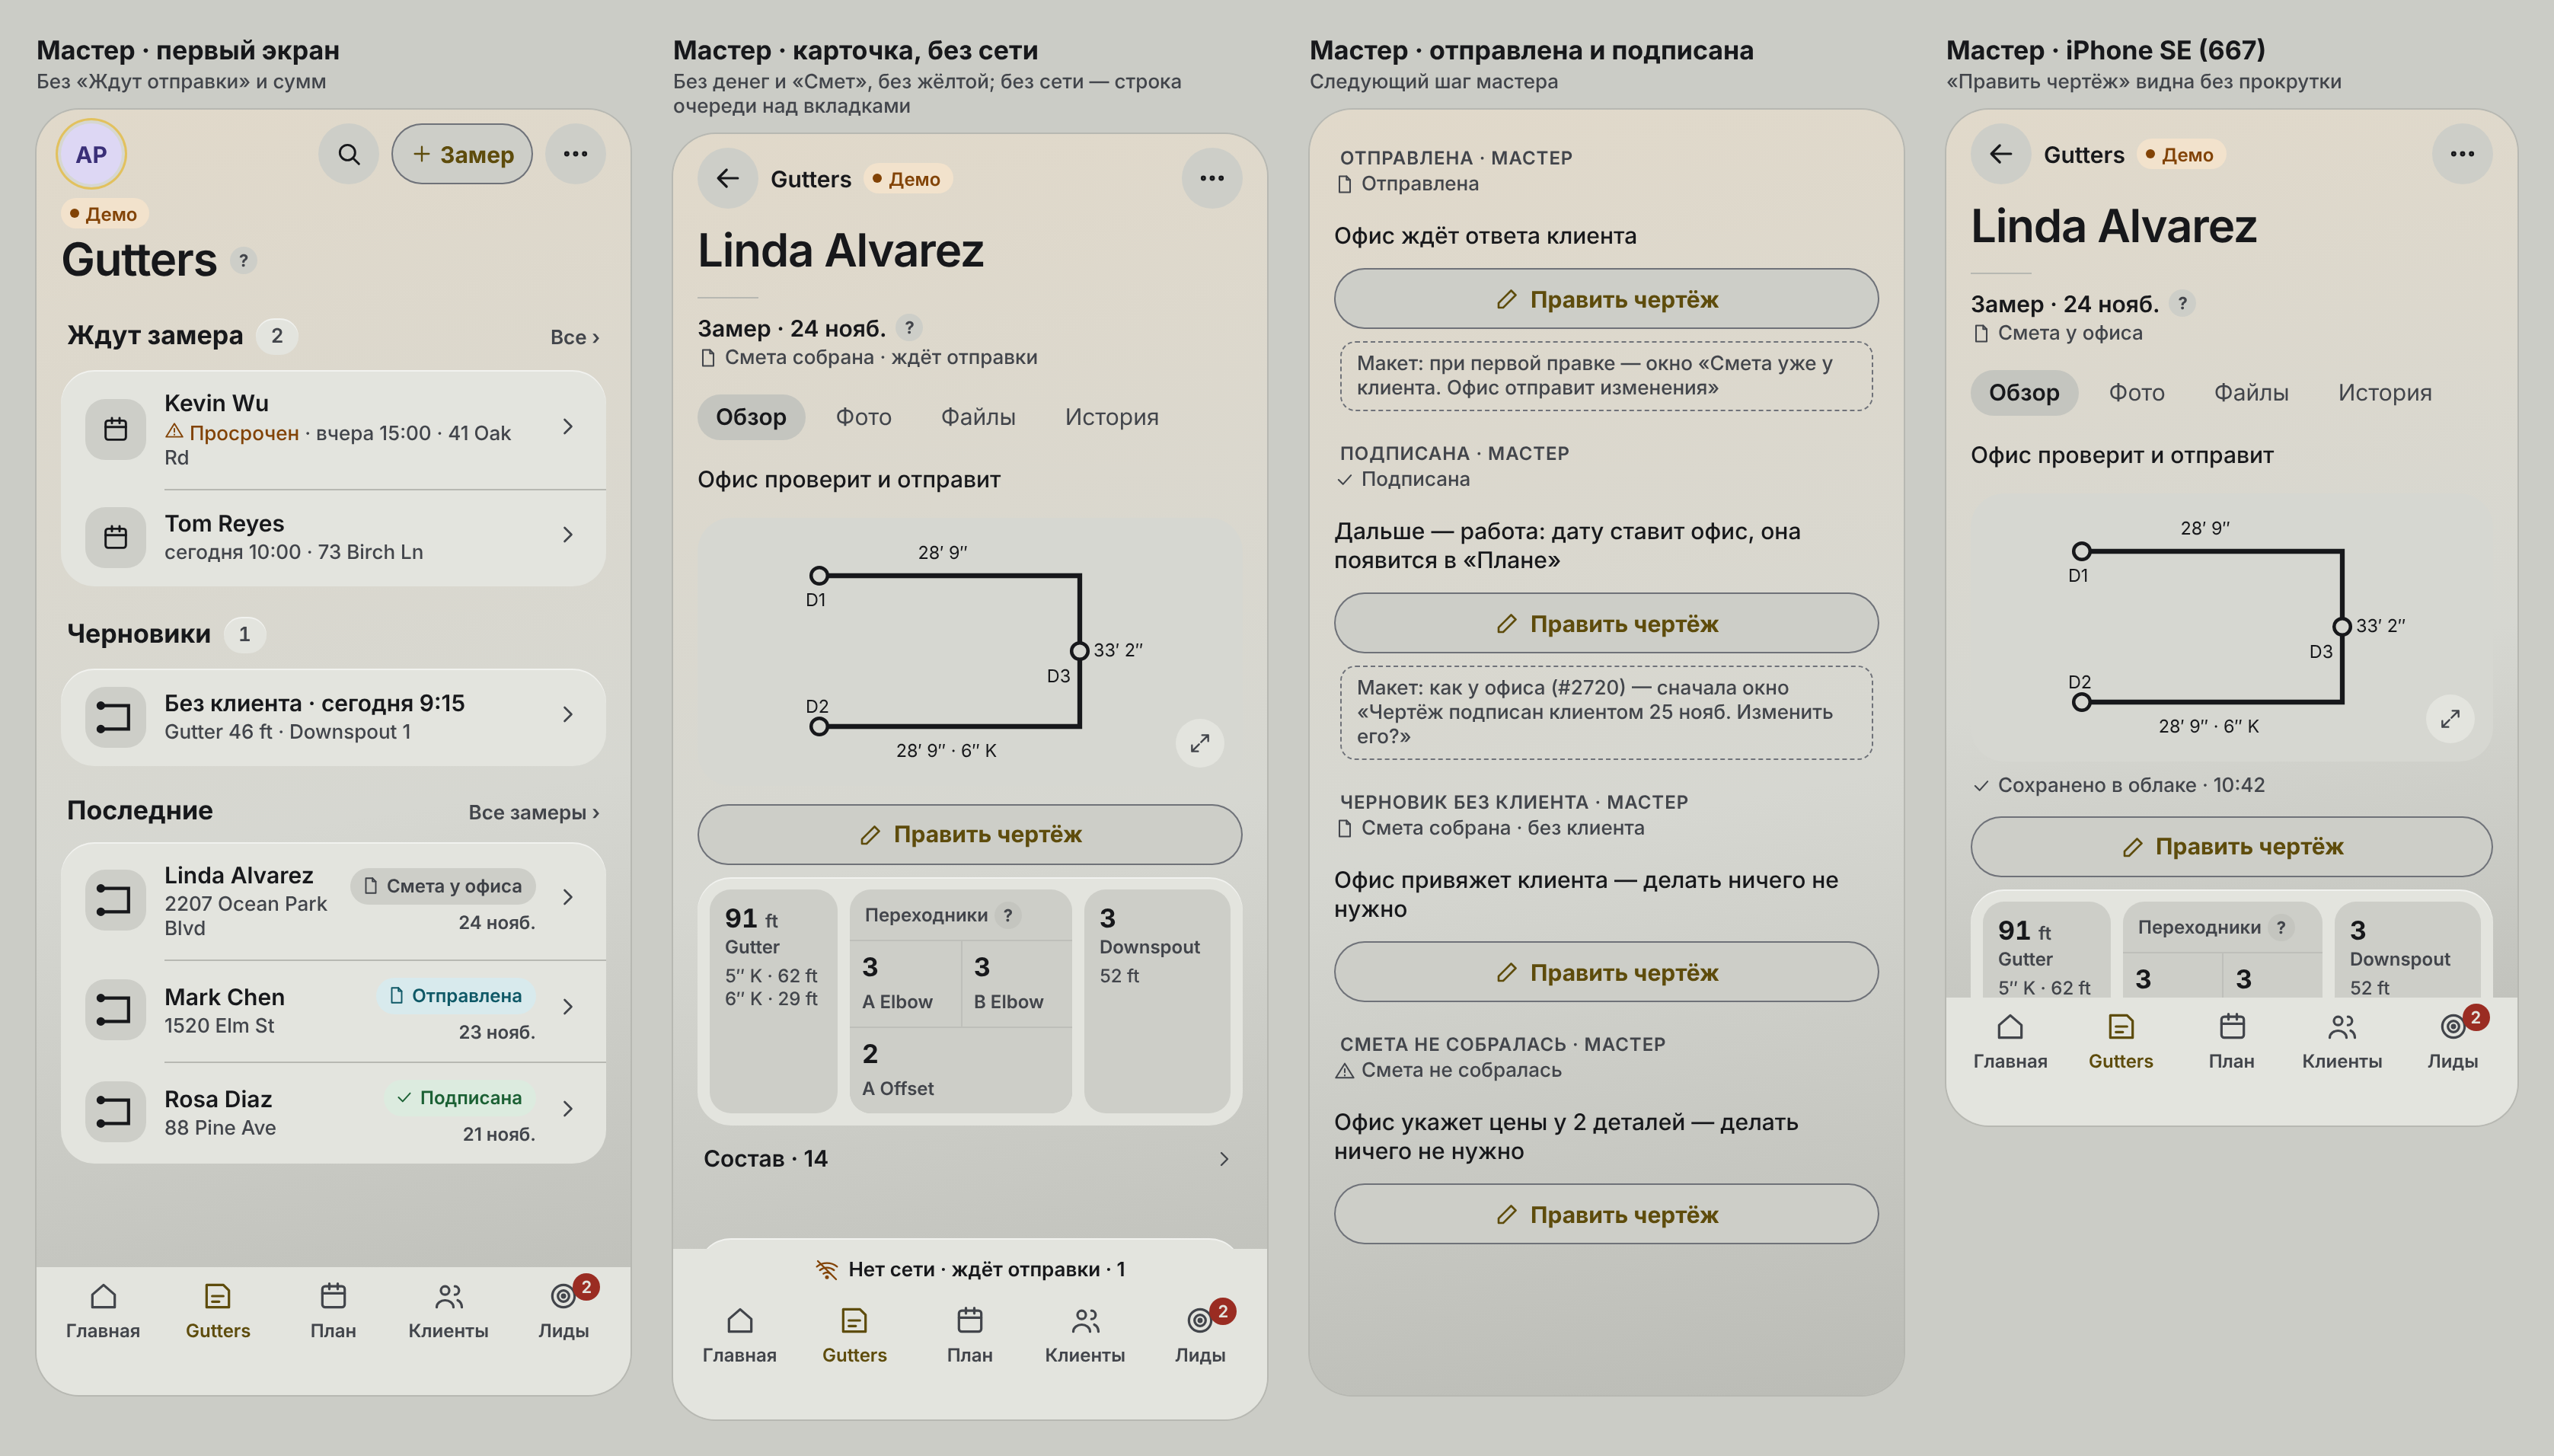 Мастер · первый экран
Без «Ждут отправки» и сумм
AP
+ Замер
Демо
Gutters ?
Ждут замера 2
Все ›
Kevin Wu
Просрочен · вчера 15:00 · 41 Oak
Rd
Tom Reyes
сегодня 10:00 · 73 Birch Ln
Черновики 1
Без клиента · сегодня 9:15
Gutter 46 ft · Downspout 1
Последние
Все замеры ›
Linda Alvarez
2207 Ocean Park
Blvd
Смета у офиса
24 нояб.
Mark Chen
1520 Elm St
Отправлена
23 нояб.
Rosa Diaz
88 Pine Ave
Подписана
21 нояб.
Главная
Gutters
План
Клиенты
Лиды
2
Мастер · карточка, без сети
Без денег и «Смет», без жёлтой; без сети — строка
очереди над вкладками
Gutters
Демо
Linda Alvarez
Замер · 24 нояб. ?
Смета собрана · ждёт отправки
Обзор
Фото
Файлы
История
Офис проверит и отправит
28′ 9″
D1
33′ 2″
D3
D2
28′ 9″ · 6″ K
Править чертёж
91 ft
Gutter
5″ K · 62 ft
6″ K · 29 ft
Переходники ?
3
A Elbow
3
B Elbow
2
A Offset
3
Downspout
52 ft
Состав · 14
Нет сети · ждёт отправки · 1
Главная
Gutters
План
Клиенты
Лиды
2
Мастер · отправлена и подписана
Следующий шаг мастера
ОТПРАВЛЕНА · МАСТЕР
Отправлена
Офис ждёт ответа клиента
Править чертёж
Макет: при первой правке — окно «Смета уже у
клиента. Офис отправит изменения»
ПОДПИСАНА · МАСТЕР
Подписана
Дальше — работа: дату ставит офис, она
появится в «Плане»
Править чертёж
Макет: как у офиса (#2720) — сначала окно
«Чертёж подписан клиентом 25 нояб. Изменить
его?»
ЧЕРНОВИК БЕЗ КЛИЕНТА · МАСТЕР
Смета собрана · без клиента
Офис привяжет клиента — делать ничего не
нужно
Править чертёж
СМЕТА НЕ СОБРАЛАСЬ · МАСТЕР
Смета не собралась
Офис укажет цены у 2 деталей — делать
ничего не нужно
Править чертёж
Мастер · iPhone SE (667)
«Править чертёж» видна без прокрутки
Gutters
Демо
Linda Alvarez
Замер · 24 нояб. ?
Смета у офиса
Обзор
Фото
Файлы
История
Офис проверит и отправит
28′ 9″
D1
33′ 2″
D3
D2
28′ 9″ · 6″ K
Сохранено в облаке · 10:42
Править чертёж
91 ft
Gutter
5″ K · 62 ft
Переходники ?
3
3
3
Downspout
52 ft
Главная
Gutters
План
Клиенты
Лиды
2